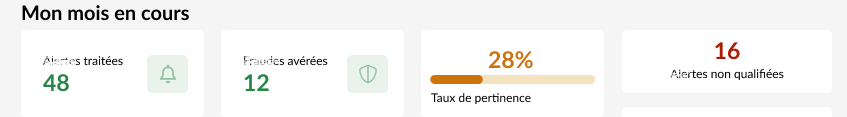 Mon mois en cours
Alertes traitées
48
Fraudes avérées
12
28%
Taux de pertinence
16
Alertes non qualifiées